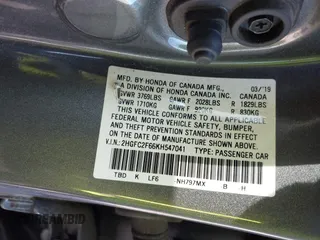 MFD. BY HONDA OF CANADA MFG. 03/'19
A DIVISION OF HONDA CANADA INC. CANADA
GVWR 3769LBS GAWR F 2028LBS R 1829LBS
GVWR 1710KG GAWR F R 830KG
THIS VEHICLE CONFORMS TO ALL APPLICABLE
FEDERAL MOTOR VEHICLE SAFETY, BUMPER,
AND THEFT PREVENTION STANDARDS IN
EFFECT ON THE DATE OF MANUFACTURE
SHOWN ABOVE.
V.I.N.: 2HGFC2F66KH547041 TYPE: PASSENGER CAR
TBD K LF6 NH797MX B H